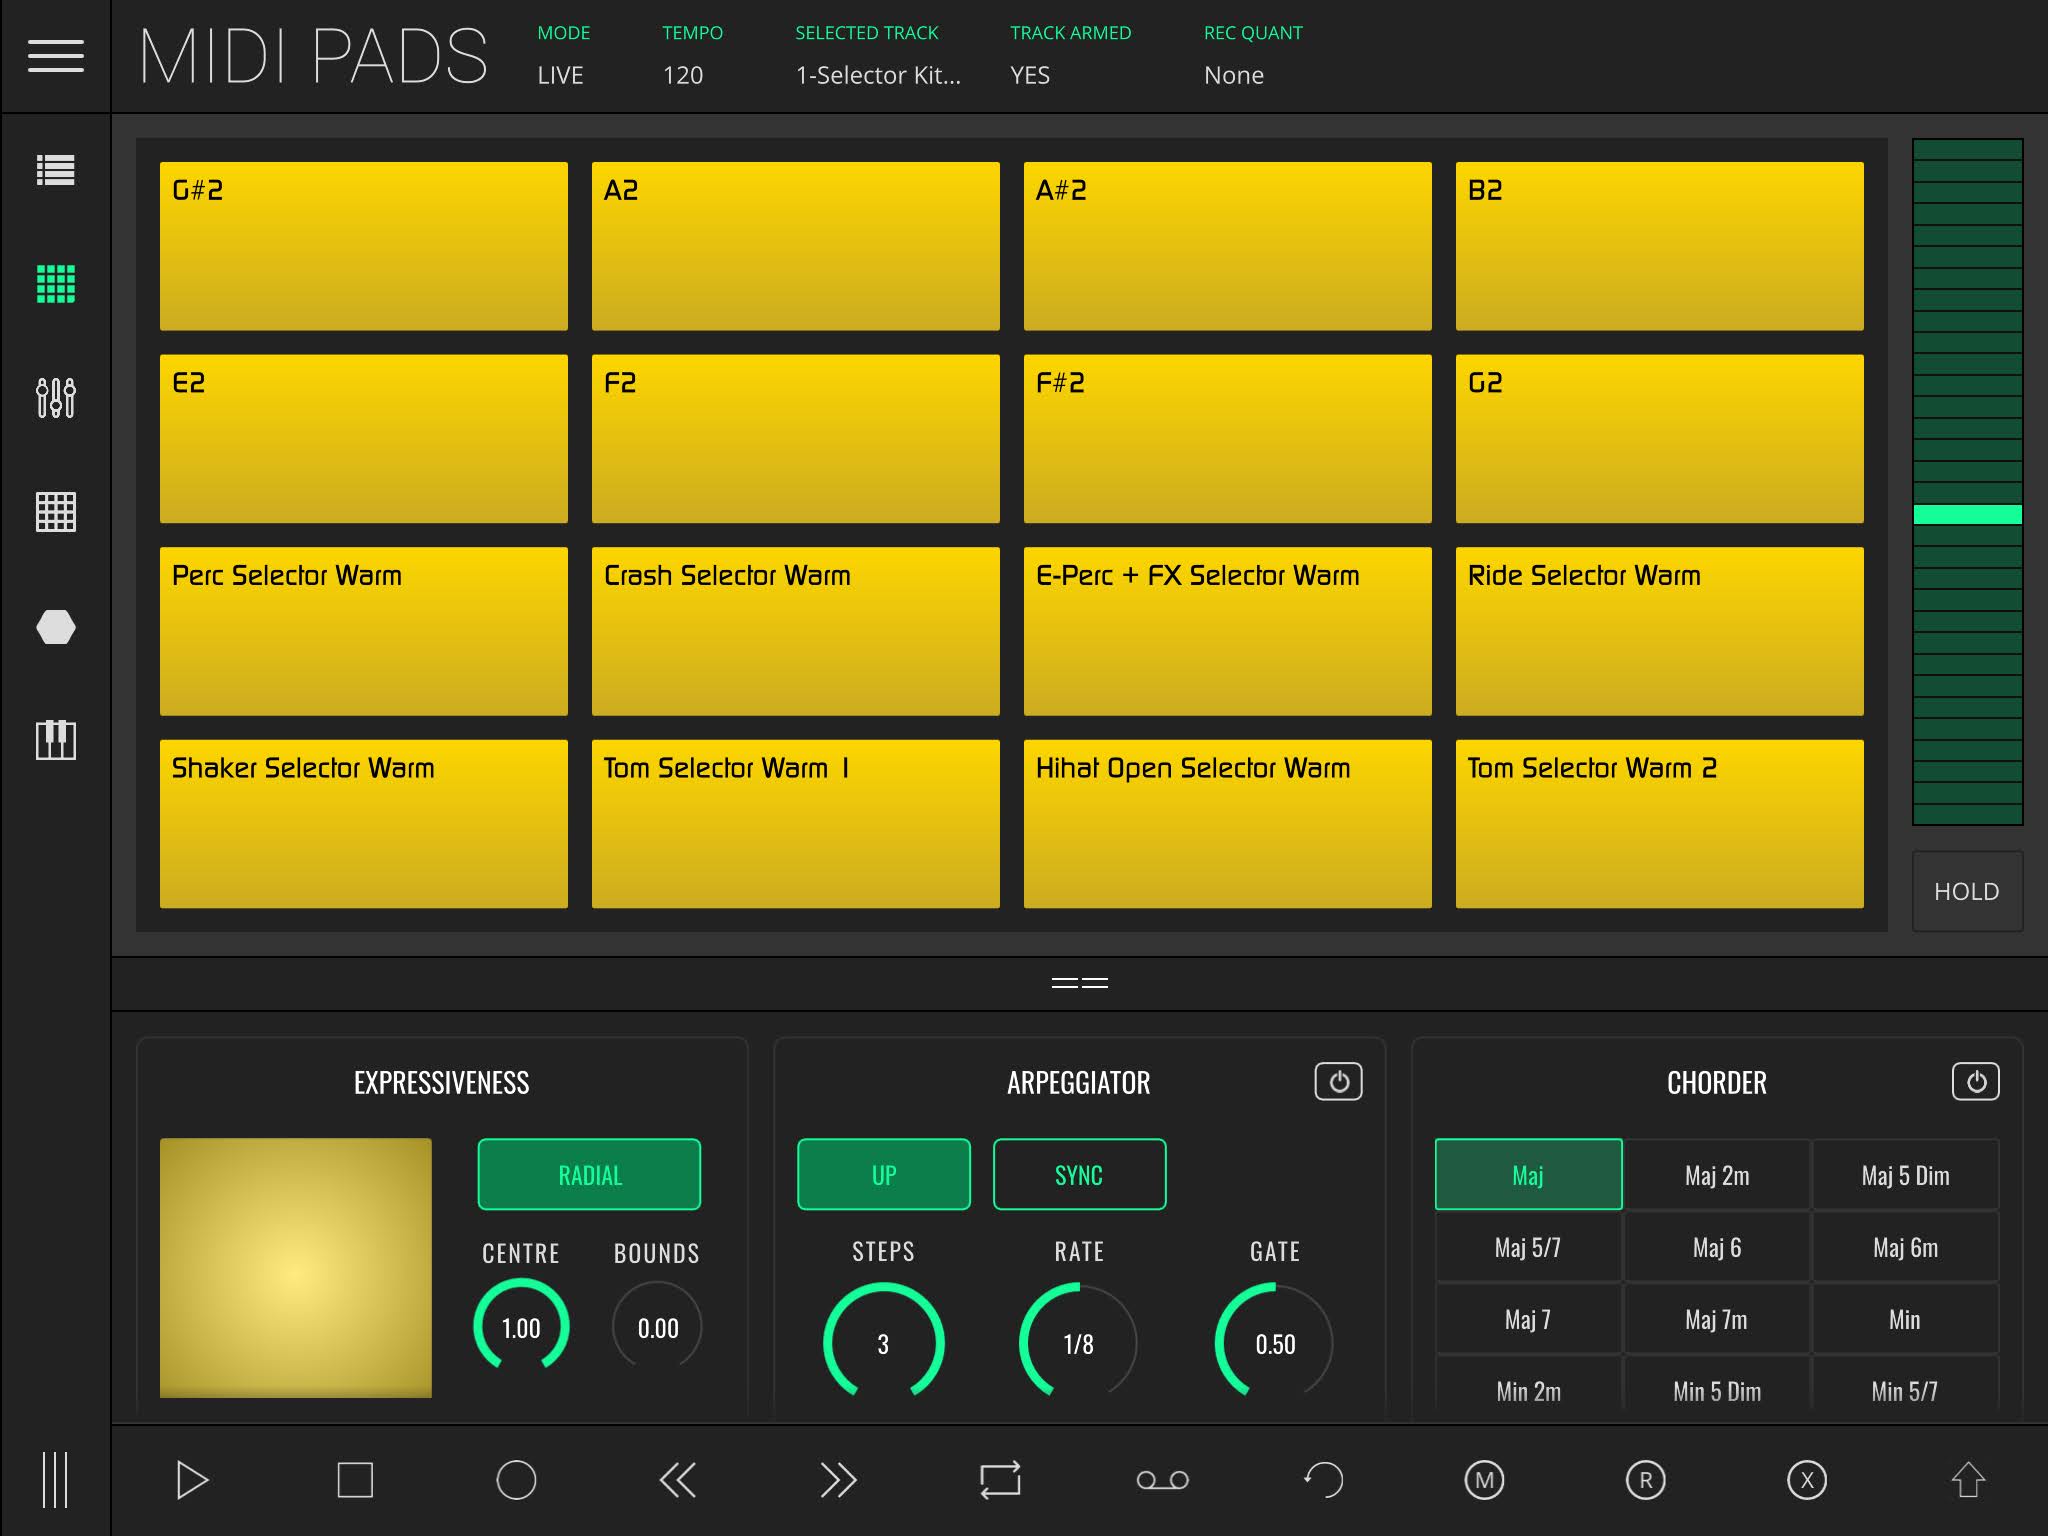 MIDI PADS
MODE
LIVE
TEMPO
120
SELECTED TRACK
1-Selector Kit...
TRACK ARMED
YES
REC QUANT
None
G#2
A2
A#2
B2
E2
F2
F#2
G2
Perc Selector Warm
Crash Selector Warm
E-Perc + FX Selector Warm
Ride Selector Warm
Shaker Selector Warm
Tom Selector Warm 1
Hihat Open Selector Warm
Tom Selector Warm 2
HOLD
EXPRESSIVENESS
RADIAL
CENTRE
BOUNDS
1.00
0.00
ARPEGGIATOR
UP
SYNC
STEPS
RATE
GATE
3
1/8
0.50
CHORDER
Maj
Maj 2m
Maj 5 Dim
Maj 5/7
Maj 6
Maj 6m
Maj 7
Maj 7m
Min
Min 2m
Min 5 Dim
Min 5/7
M
R
X